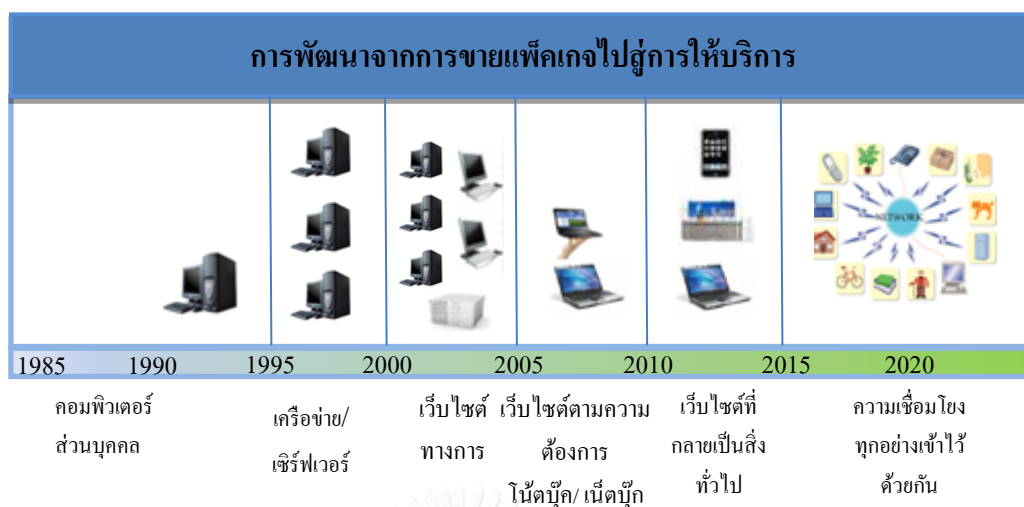 การพัฒนาจากการขายแพ็คเกจไปสู่การให้บริการ
NETWORK
1985 1990 1995 2000 2005 2010 2015 2020
คอมพิวเตอร์
ส่วนบุคคล
เครือข่าย/
เซิร์ฟเวอร์
เว็บไซต์
ทางการ
เว็บไซต์ตามความ
ต้องการ
โน้ตบุ๊ค/ เน็ตบุ๊ก
เว็บไซต์ที่
กลายเป็นสิ่ง
ทั่วไป
ความเชื่อมโยง
ทุกอย่างเข้าไว้
ด้วยกัน